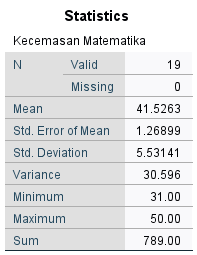 Statistics
Kecemasan Matematika
N Valid 19
Missing 0
Mean 41.5263
Std. Error of Mean 1.26899
Std. Deviation 5.53141
Variance 30.596
Minimum 31.00
Maximum 50.00
Sum 789.00